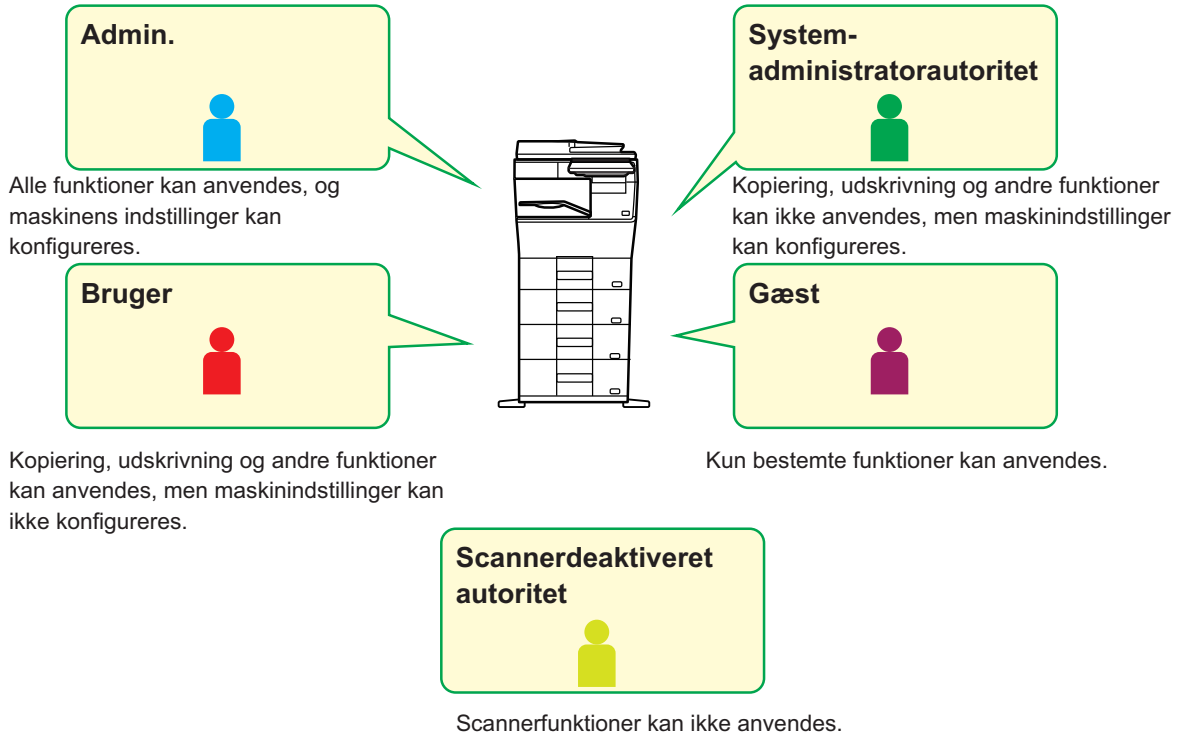 Admin.
Alle funktioner kan anvendes, og
maskinens indstillinger kan
konfigureres.
System-
administratorautoritet
Kopiering, udskrivning og andre funktioner
kan ikke anvendes, men maskinindstillinger
kan konfigureres.
Bruger
Kopiering, udskrivning og andre funktioner
kan anvendes, men maskinindstillinger kan
ikke konfigureres.
Gæst
Kun bestemte funktioner kan anvendes.
Scannerdeaktiveret
autoritet
Scannerfunktioner kan ikke anvendes.